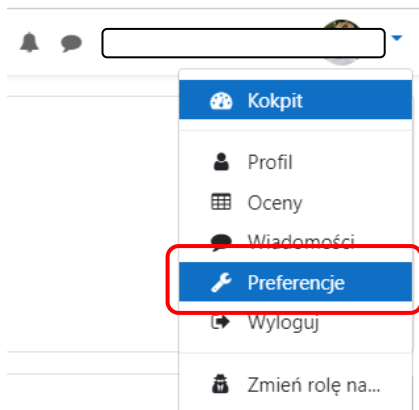 Kokpit
Profil
Oceny
Wiadomości
Preferencje
Wyloguj
Zmień rolę na...